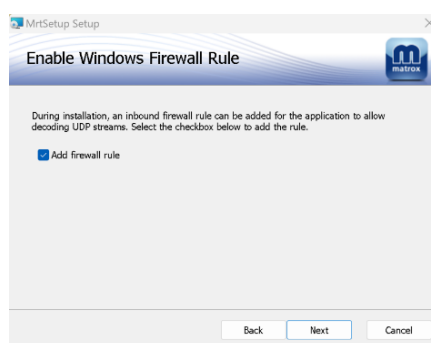 MrtSetup Setup
Enable Windows Firewall Rule
matrox
During installation, an inbound firewall rule can be added for the application to allow
decoding UDP streams. Select the checkbox below to add the rule.
Add firewall rule
Back Next Cancel